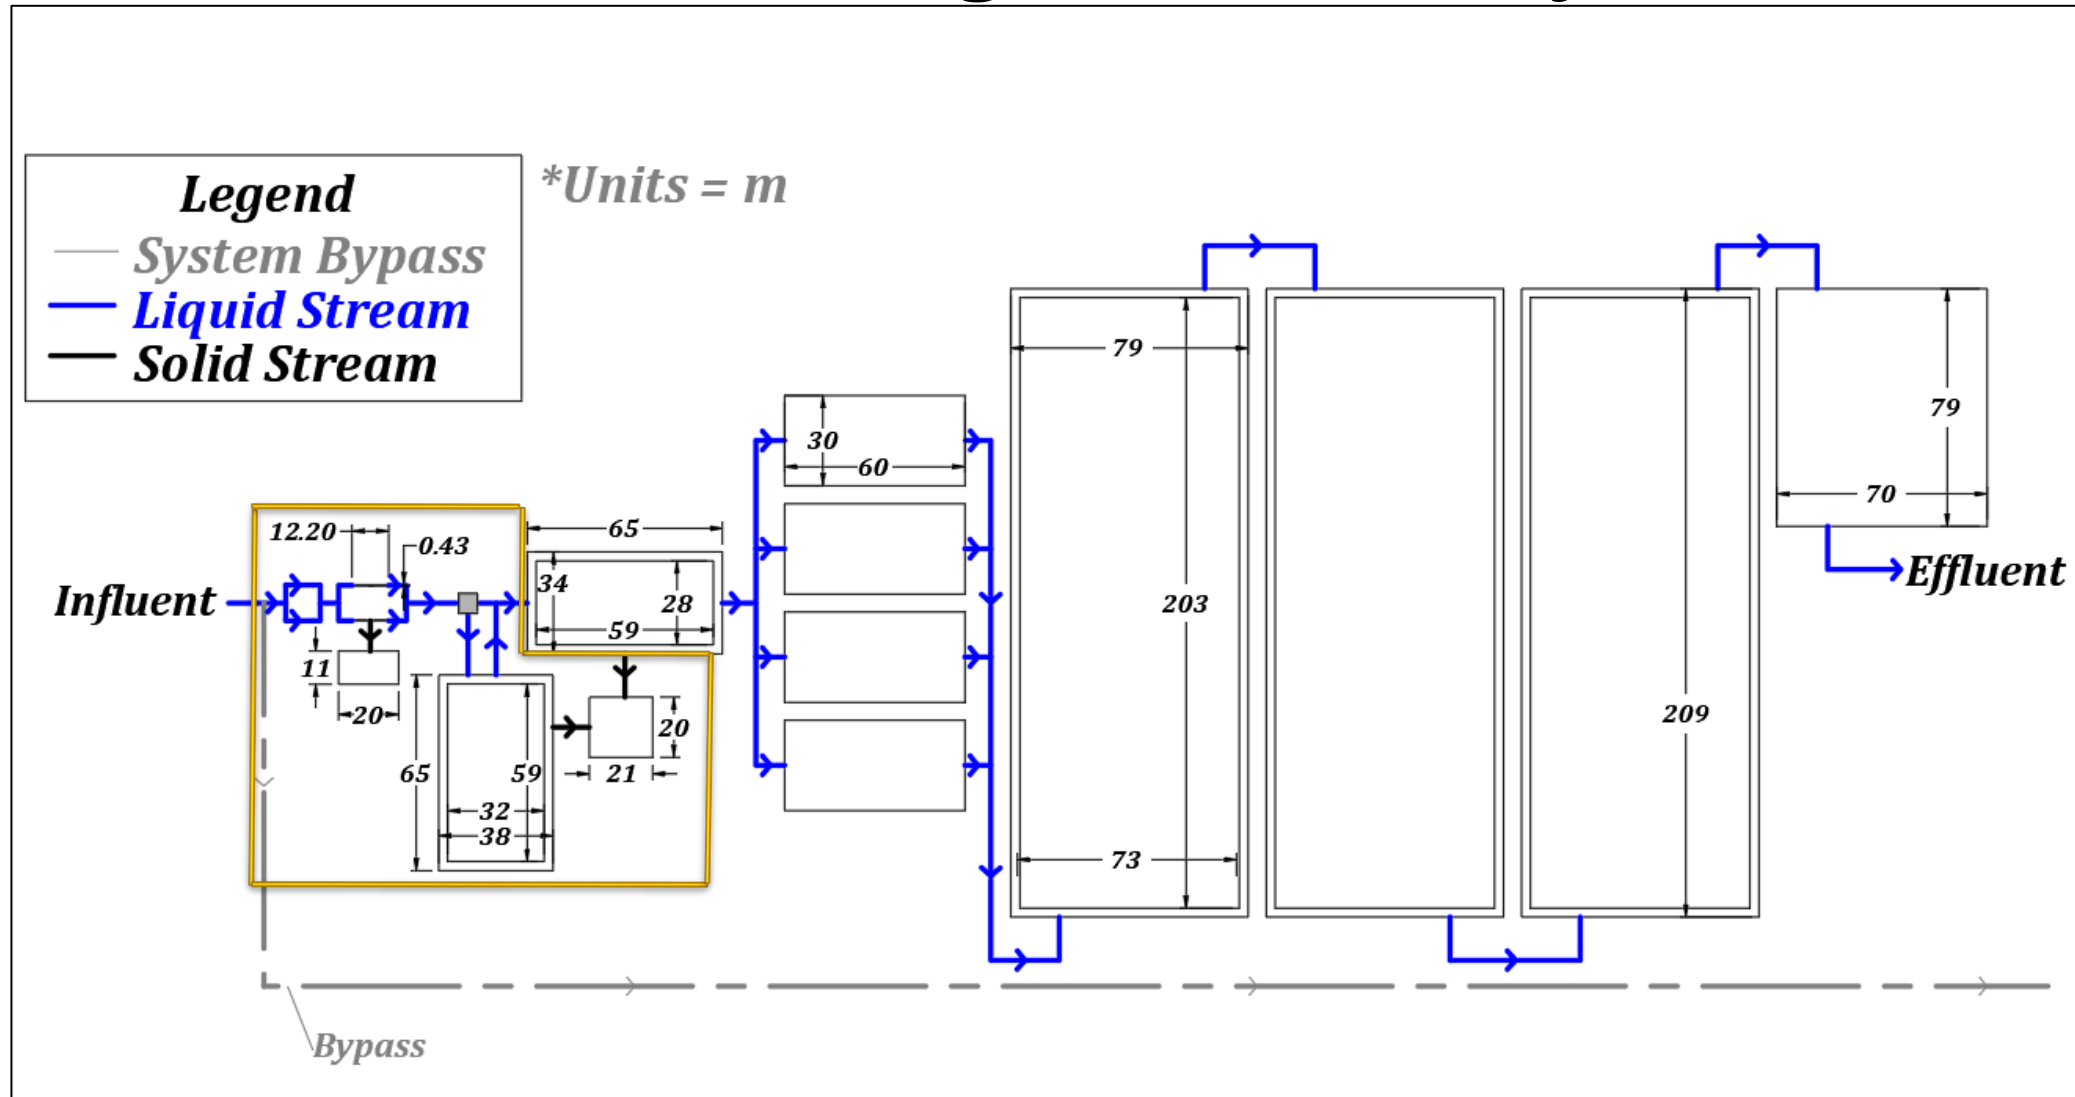 Legend
System Bypass
Liquid Stream
Solid Stream
*Units = m
79
30
60
79
70
12.20
0.43
65
Influent
34
28
59
Effluent
203
11
20
20
21
65
59
32
38
209
73
Bypass